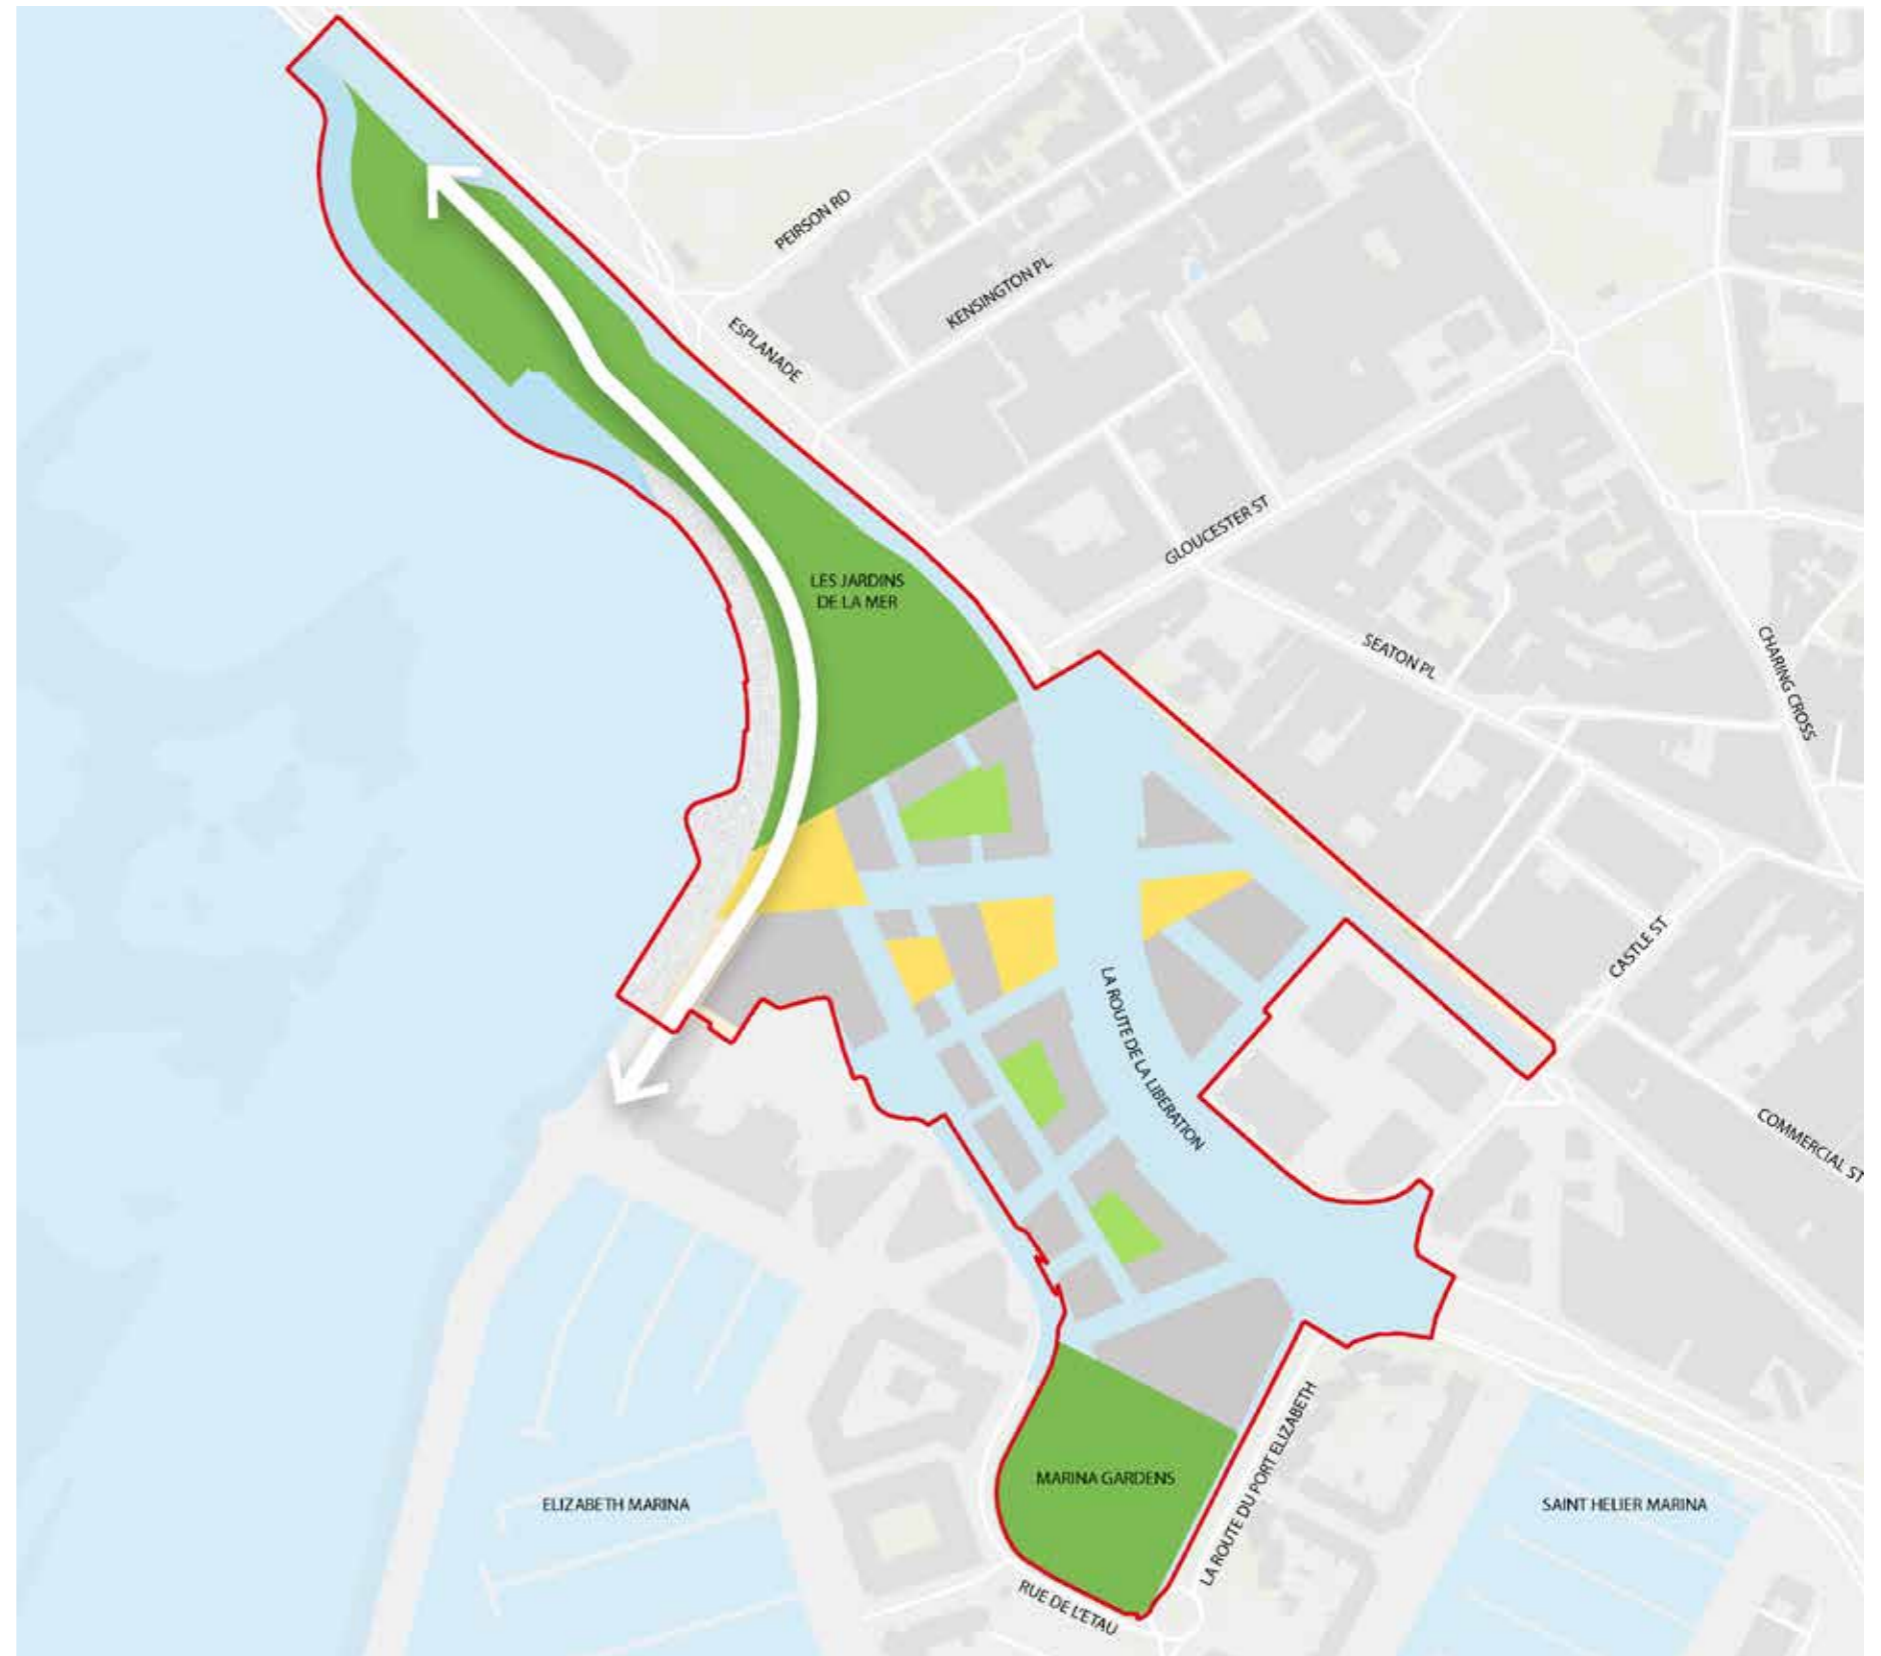 PEIRSON RD
KENSINGTON PL
ESPLANADE
GLOUCESTER ST
LES JARDINS
DE LA MER
SEATON PL
CHARING CROSS
CASTLE ST
LA ROUTE DE LA LIBERATION
COMMERCIAL ST
MARINA GARDENS
LA ROUTE DU PORT ELIZABETH
ELIZABETH MARINA
SAINT HELIER MARINA
RUE DE L'ETAU